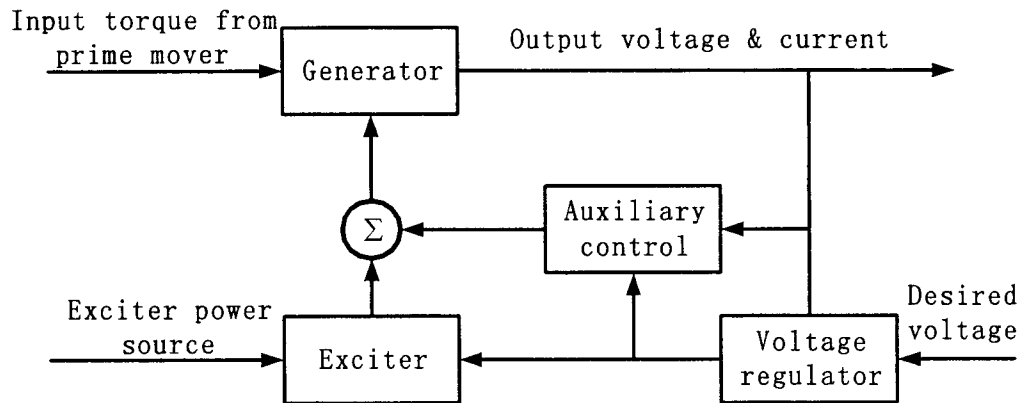 Input torque from
prime mover
Generator
Output voltage & current
Σ
Auxiliary
control
Exciter power
source
Exciter
Voltage
regulator
Desired
voltage